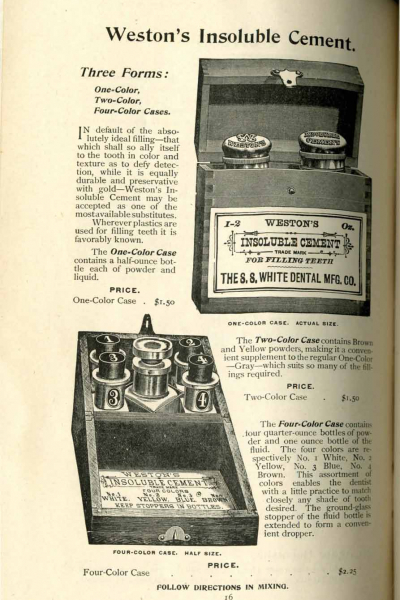 Weston's Insoluble Cement.
Three Forms:
One-Color,
Two-Color,
Four-Color Cases.
IN default of the abso-
lutely ideal filling—that
which shall so ally itself
to the tooth in color and
texture as to defy detec-
tion, while it is equally
durable and preservative
with gold—Weston's In-
soluble Cement may be
accepted as one of the
most available substitutes.
Wherever plastics are
used for filling teeth it is
favorably known.
The One-Color Case
contains a half-ounce bot-
tle each of powder and
liquid.
PRICE.
One-Color Case . $1.50
WESTON'S
1-2 WESTON'S Oz.
INSOLUBLE CEMENT
TRADE MARK
FOR FILLING TEETH
THE S. S. WHITE DENTAL MFG. CO.
ONE-COLOR CASE. ACTUAL SIZE.
The Two-Color Case contains Brown
and Yellow powders, making it a conven-
ient supplement to the regular One-Color
—Gray—which suits so many of the fill-
ings required.
PRICE.
Two-Color Case . $1.50
1
2
3
3
4
WESTON'S
INSOLUBLE CEMENT
FOUR COLORS
WHITE. YELLOW. BLUE. BROWN
KEEP STOPPERS IN BOTTLES.
The Four-Color Case contains
four quarter-ounce bottles of pow-
der and one ounce bottle of the
fluid. The four colors are re-
spectively No. 1 White, No. 2
Yellow, No. 3 Blue, No. 4
Brown. This assortment of
colors enables the dentist
with a little practice to match
closely any shade of tooth
desired. The ground-glass
stopper of the fluid bottle is
extended to form a conven-
ient dropper.
FOUR-COLOR CASE. HALF SIZE.
PRICE.
Four-Color Case . . . . . . $2.25
FOLLOW DIRECTIONS IN MIXING.
16